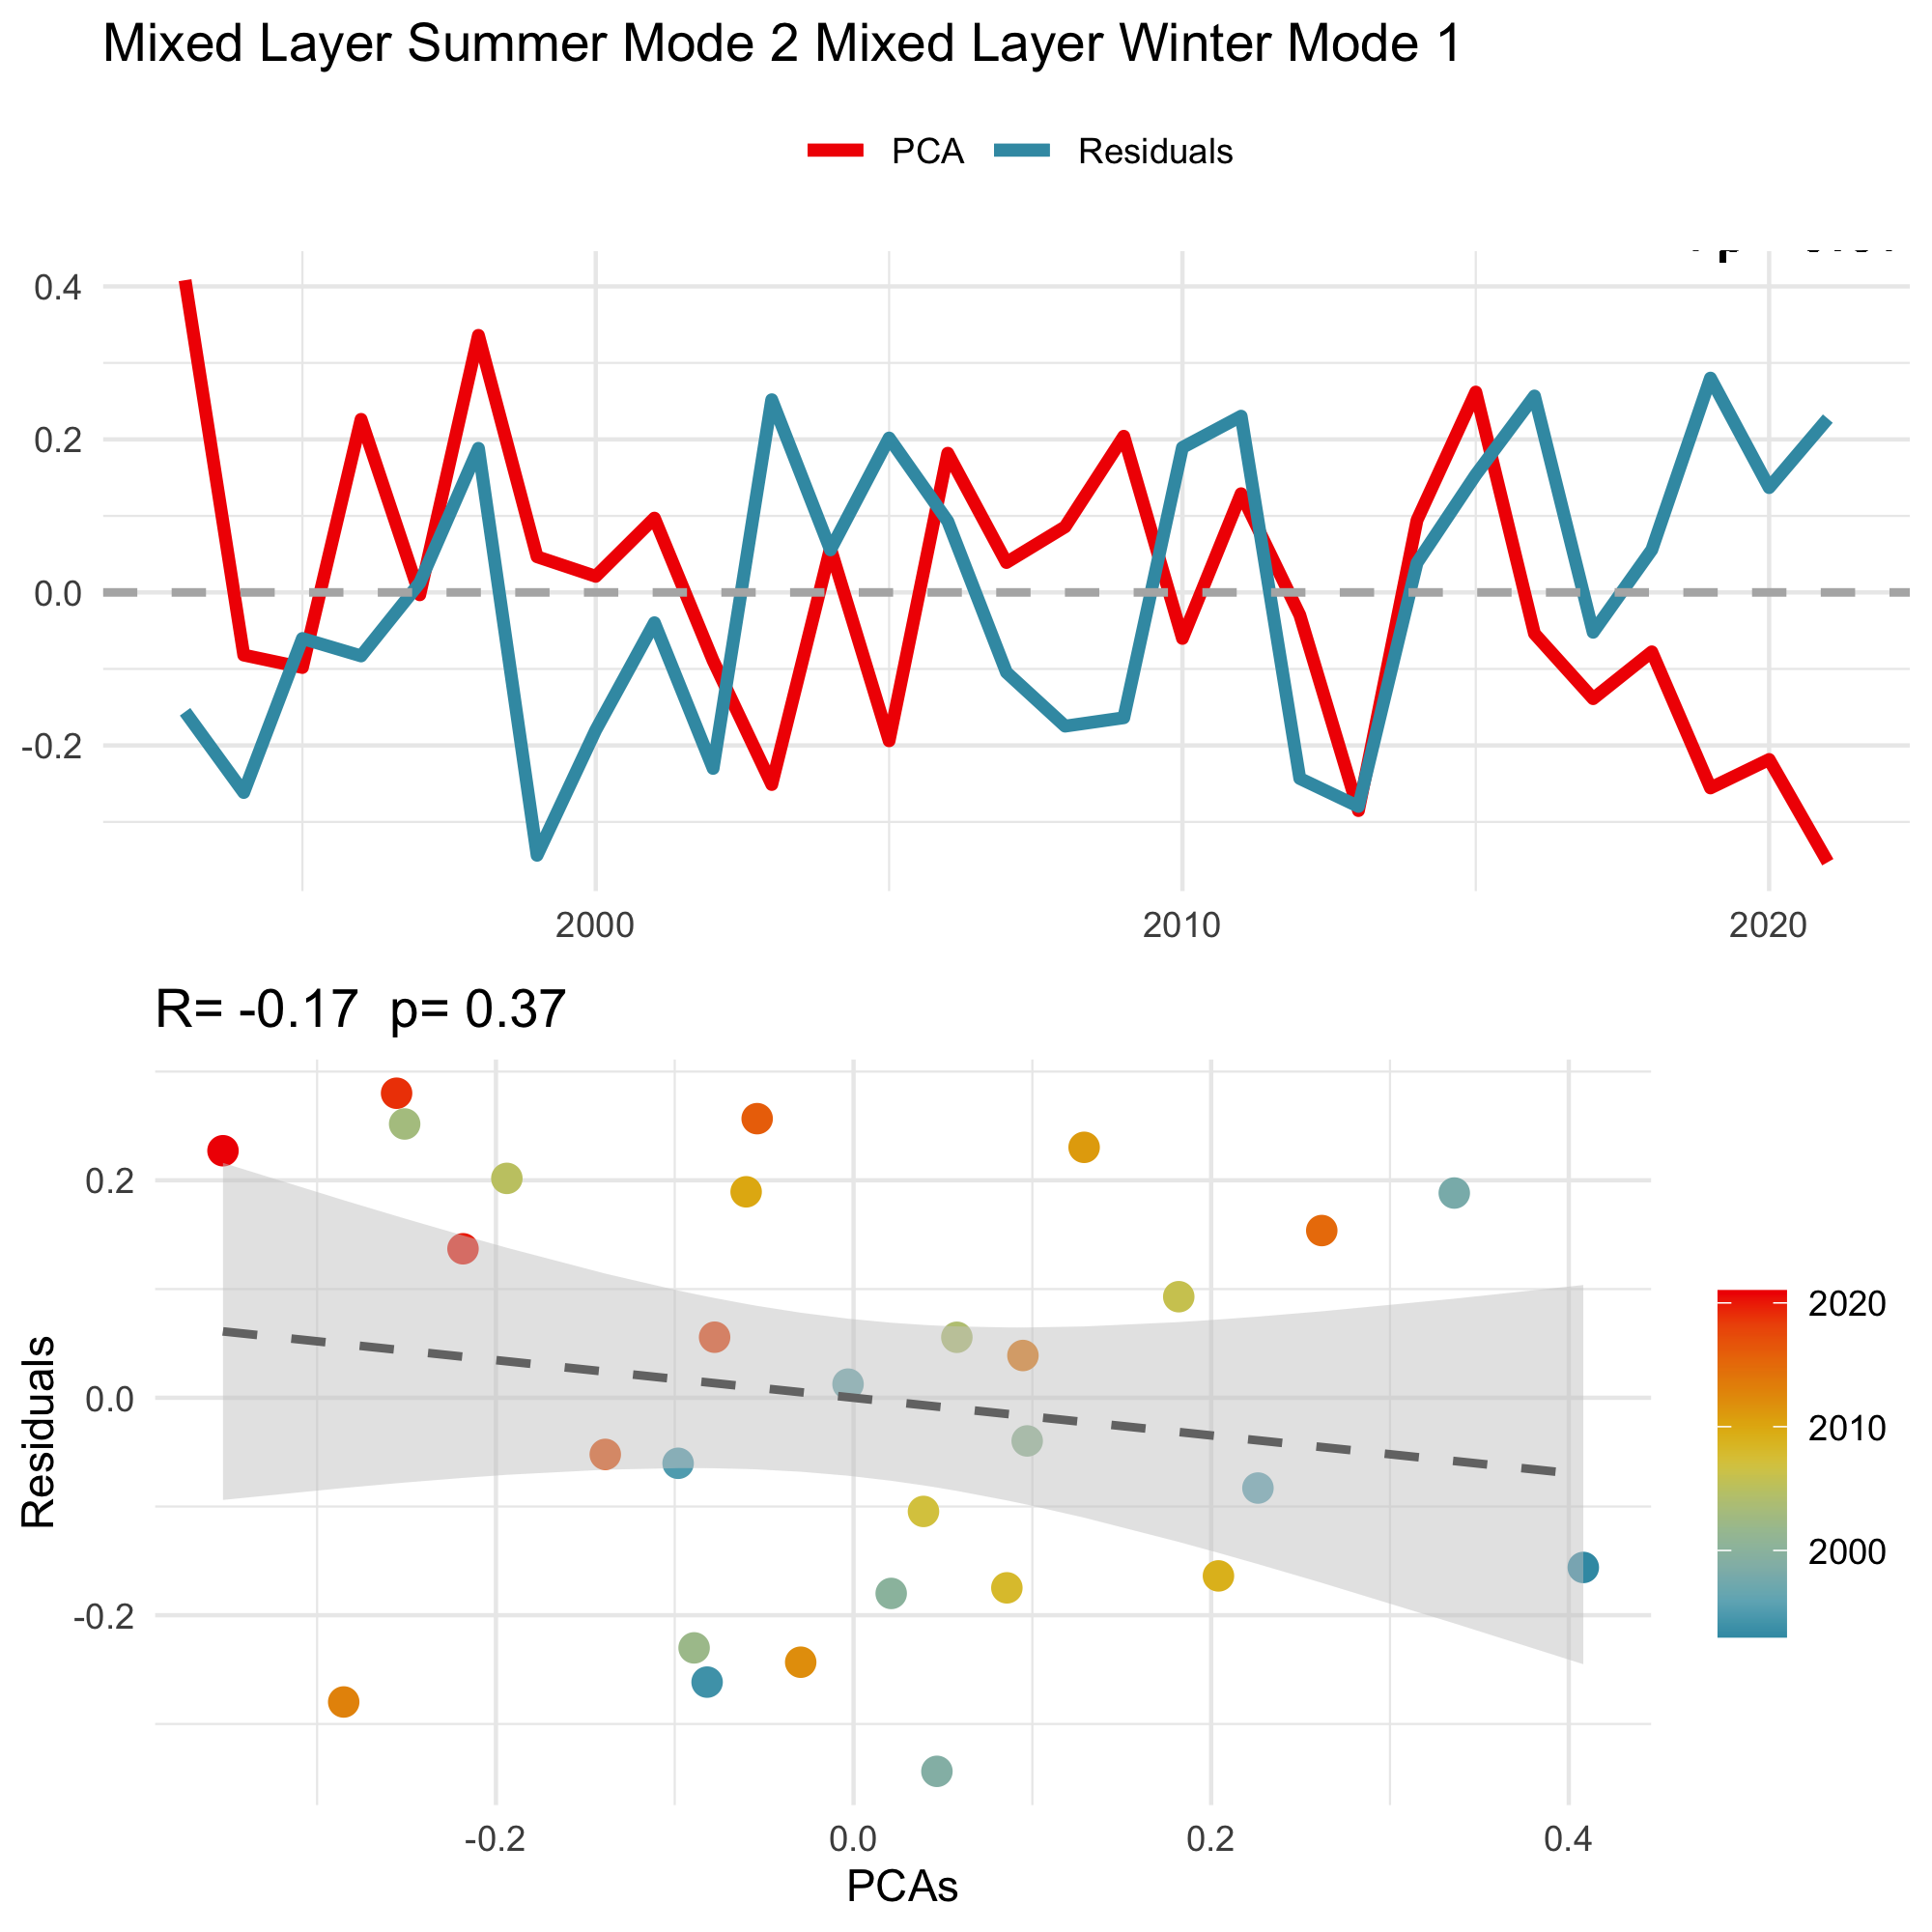 Mixed Layer Summer Mode 2 Mixed Layer Winter Mode 1
PCA Residuals
0.4
0.2
0.0
-0.2
2000 2010 2020
R= -0.17 p= 0.37
Residuals
0.2
0.0
-0.2
-0.2 0.0 0.2 0.4
PCAs
2020
2010
2000